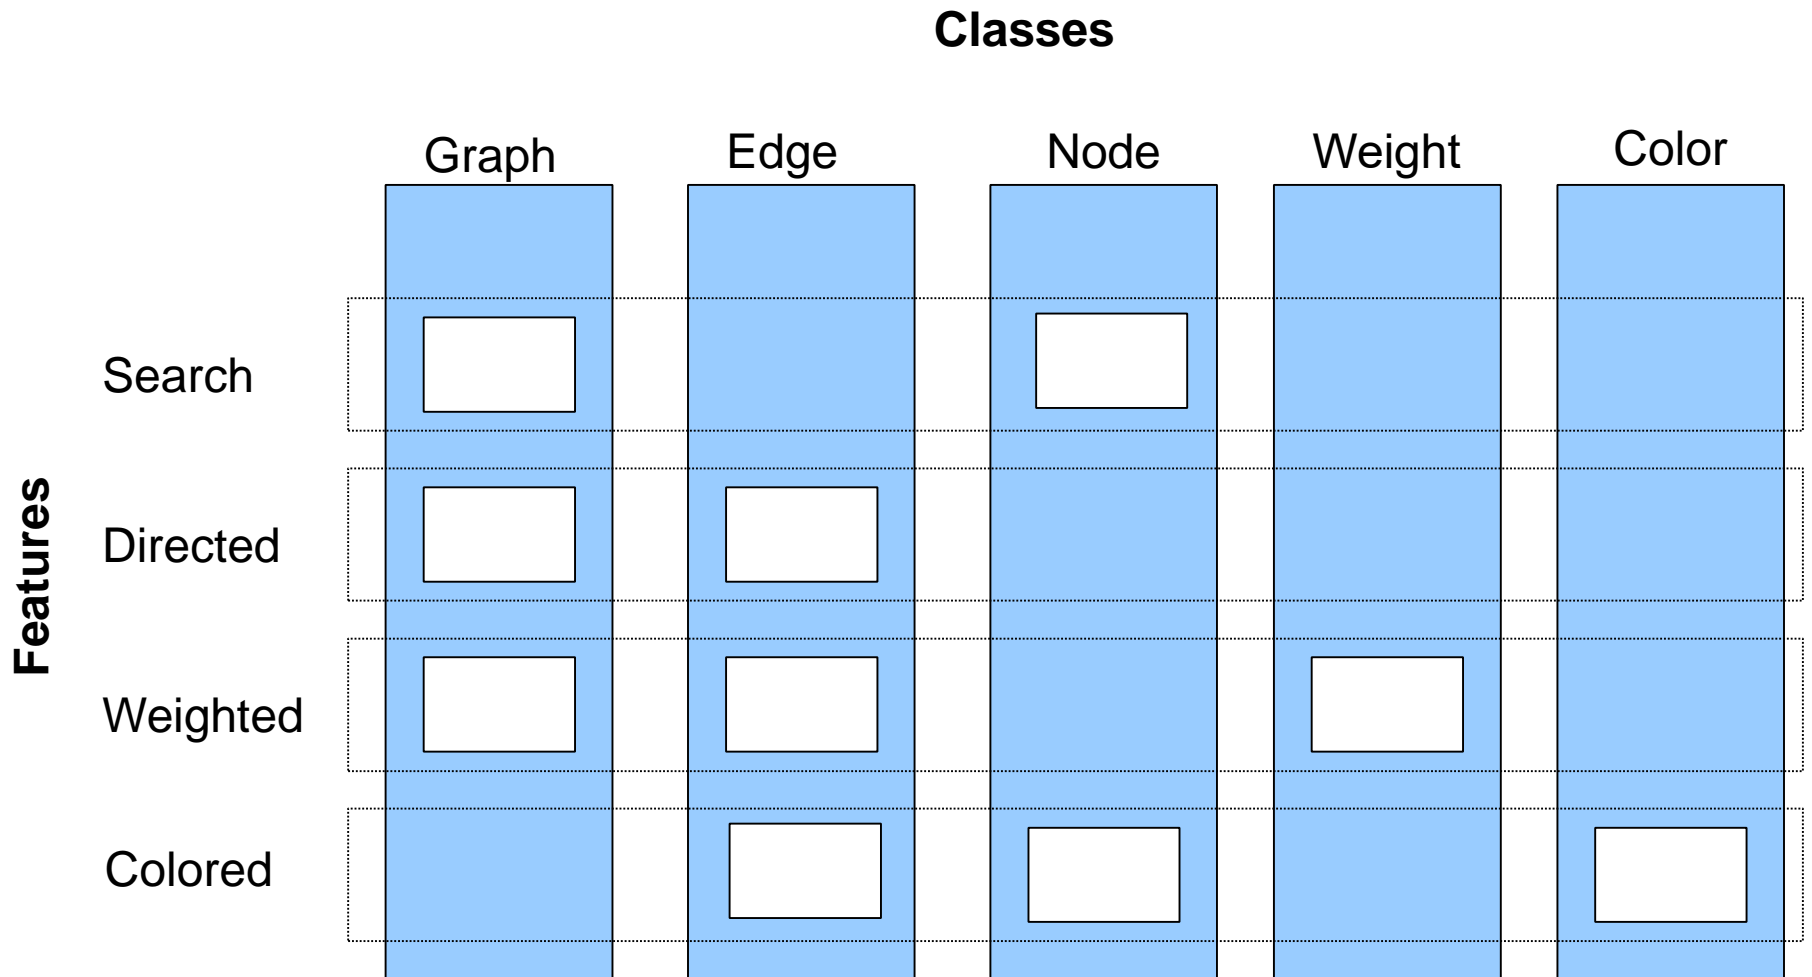 Classes
Graph
Edge
Node
Weight
Color
Features
Search
Directed
Weighted
Colored